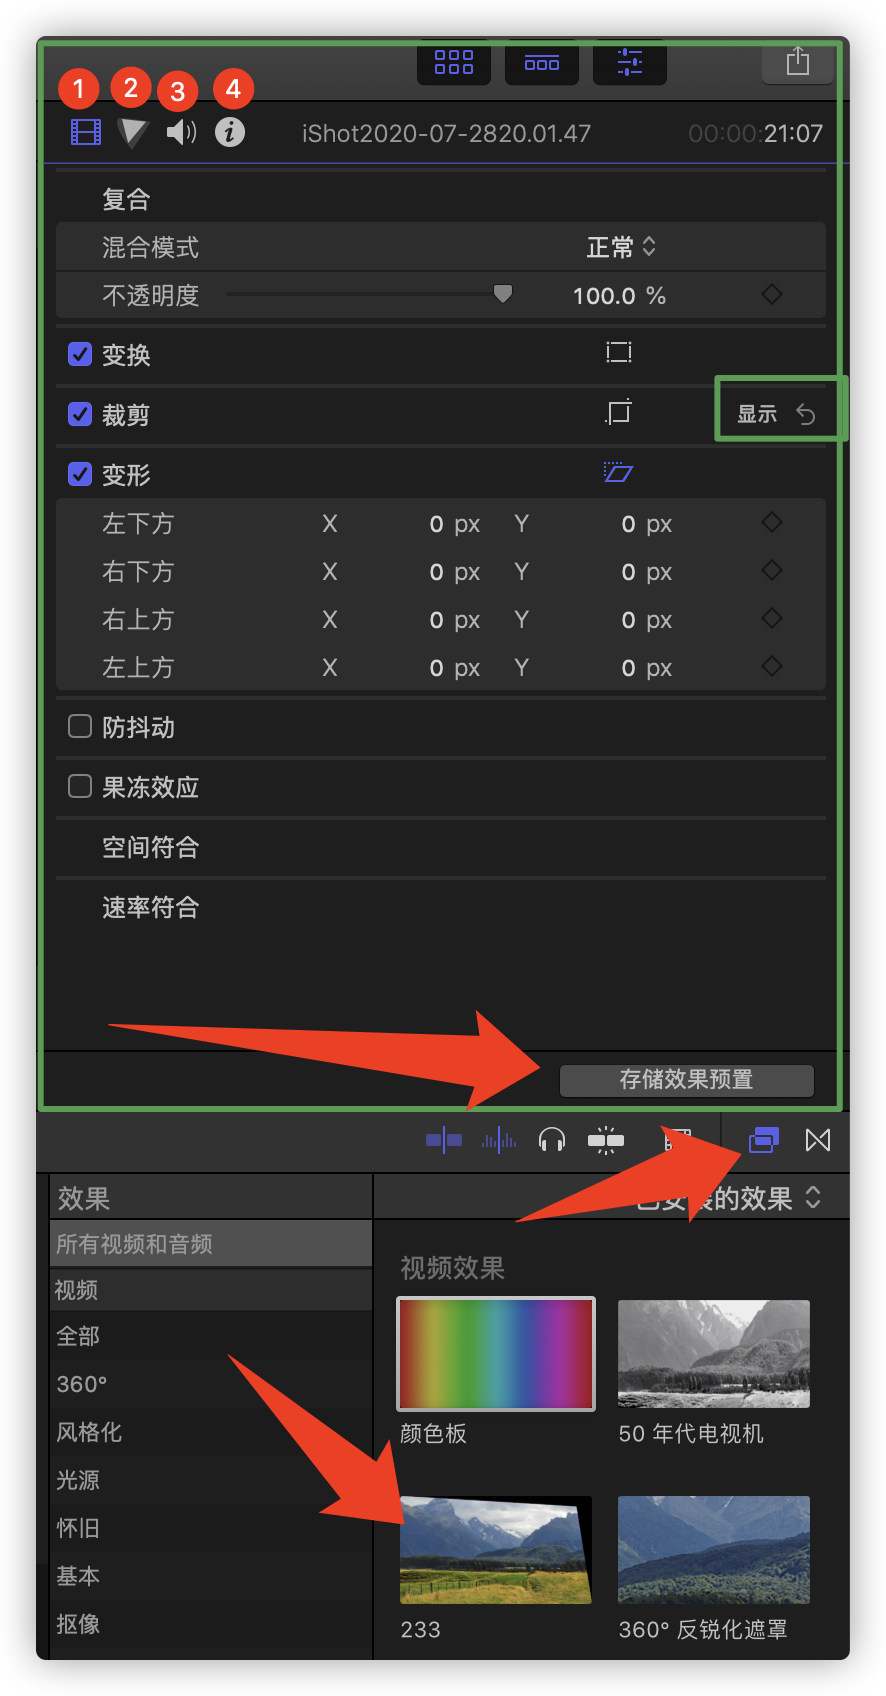 1 2 3 4
iShot2020-07-2820.01.47 00:00:21:07
复合
混合模式 正常
不透明度 100.0 %
变换
裁剪 显示
变形
左下方 X 0 px Y 0 px
右下方 X 0 px Y 0 px
右上方 X 0 px Y 0 px
左上方 X 0 px Y 0 px
防抖动
果冻效应
空间符合
速率符合
存储效果预置
效果 已安装的效果
所有视频和音频
视频
全部
360°
风格化
光源
怀旧
基本
抠像
视频效果
颜色板 50 年代电视机
233 360° 反锐化遮罩